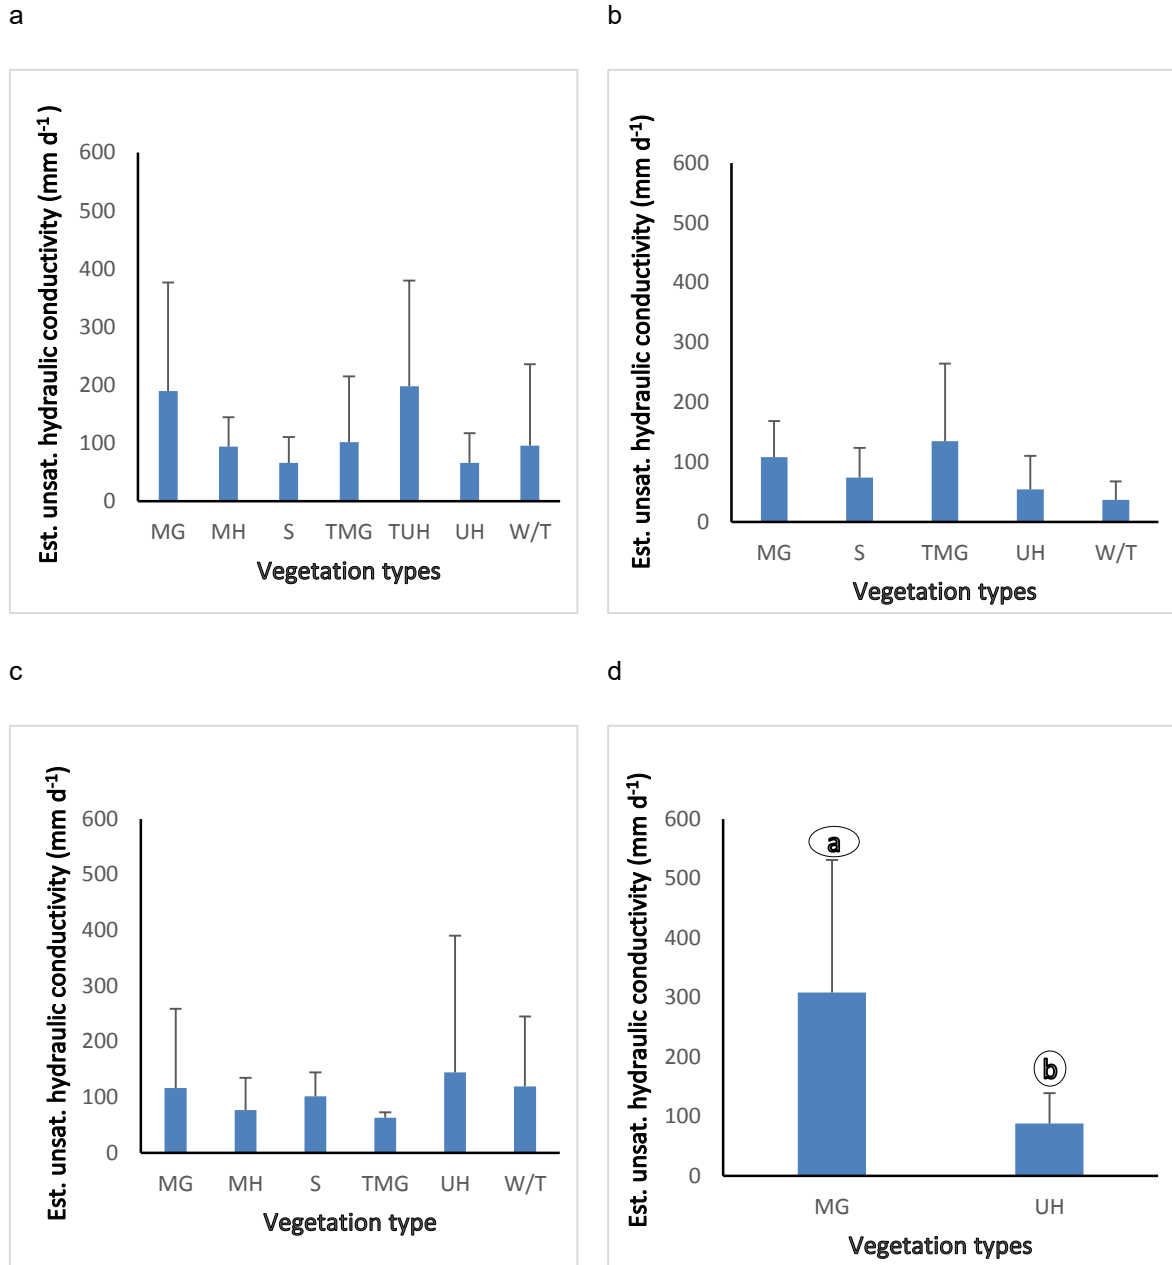 a
Est. unsat. hydraulic conductivity (mm d-1)
600
500
400
300
200
100
0
MG MH S TMG TUH UH W/T
Vegetation types
b
Est. unsat. hydraulic conductivity (mm d-1)
600
500
400
300
200
100
0
MG S TMG UH W/T
Vegetation types
c
Est. unsat. hydraulic conductivity (mm d-1)
600
500
400
300
200
100
0
MG MH S TMG UH W/T
Vegetation type
d
Est. unsat. hydraulic conductivity (mm d-1)
600
500
400
300
200
100
0
a
b
MG UH
Vegetation types